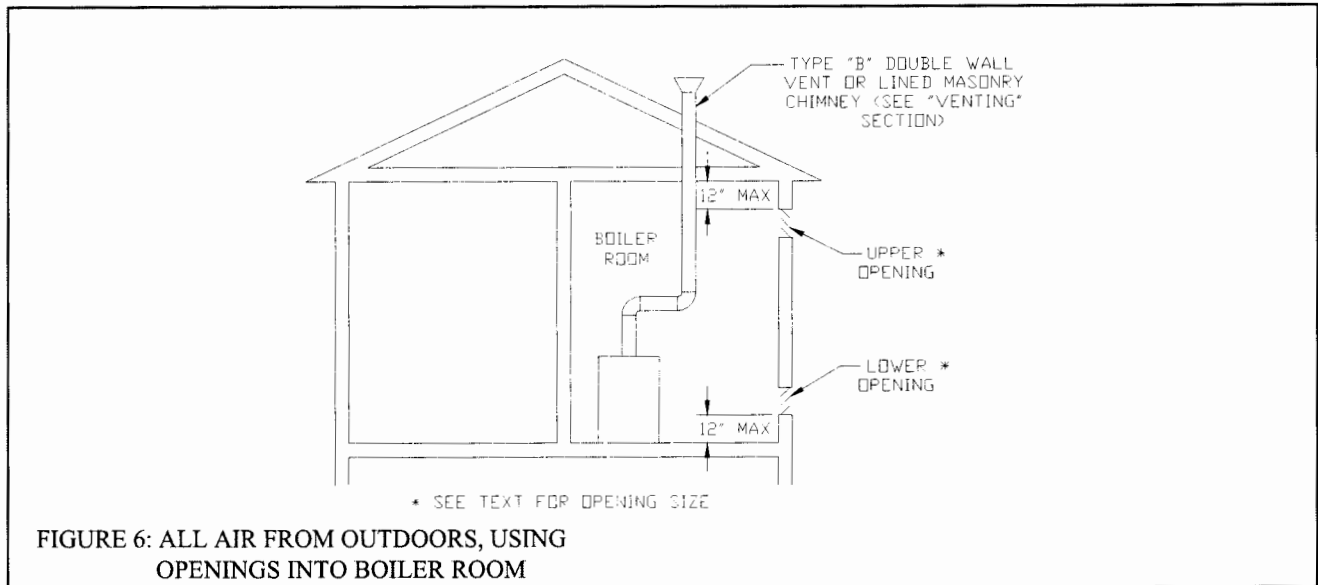 TYPE "B" DOUBLE WALL
VENT OR LINED MASONRY
CHIMNEY (SEE "VENTING"
SECTION)
12" MAX
BOILER
ROOM
UPPER *
OPENING
LOWER *
OPENING
12" MAX
* SEE TEXT FOR OPENING SIZE
FIGURE 6: ALL AIR FROM OUTDOORS, USING
OPENINGS INTO BOILER ROOM